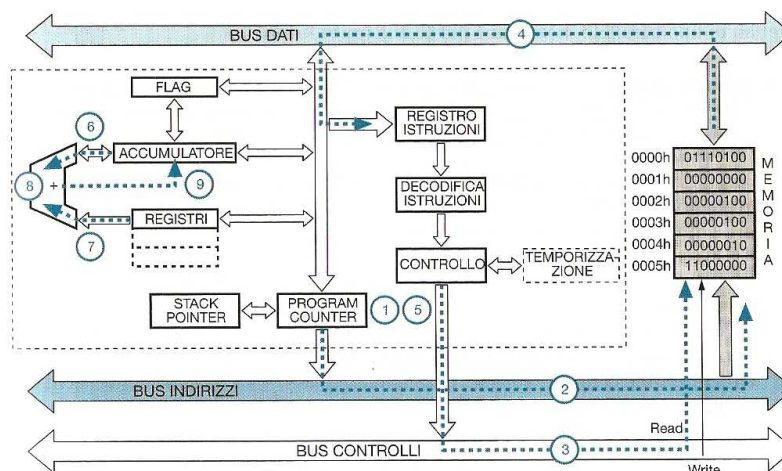 BUS DATI
4
FLAG
6
ACCUMULATORE
REGISTRO
ISTRUZIONI
8
+
9
DECODIFICA
ISTRUZIONI
7
REGISTRI
CONTROLLO
TEMPORIZZA-
ZIONE
STACK
POINTER
PROGRAM
COUNTER
1
5
0000h 01110100
0001h 00000000
0002h 00000100
0003h 00000100
0004h 00000010
0005h 11000000
MEMORIA
BUS INDIRIZZI
2
Read
BUS CONTROLLI
3
Write